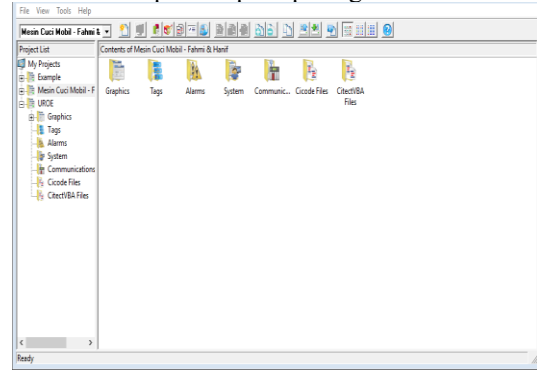 File View Tools Help
Mesin Cuci Mobil - Fahmi &
Project List
Contents of Mesin Cuci Mobil - Fahmi & Hanif
My Projects
Example
Mesin Cuci Mobil - F
UROE
Graphics
Tags
Alarms
System
Communications
Cicode Files
CitectVBA Files
Graphics
Tags
Alarms
System
Communic...
Cicode Files
CitectVBA
Files
Ready